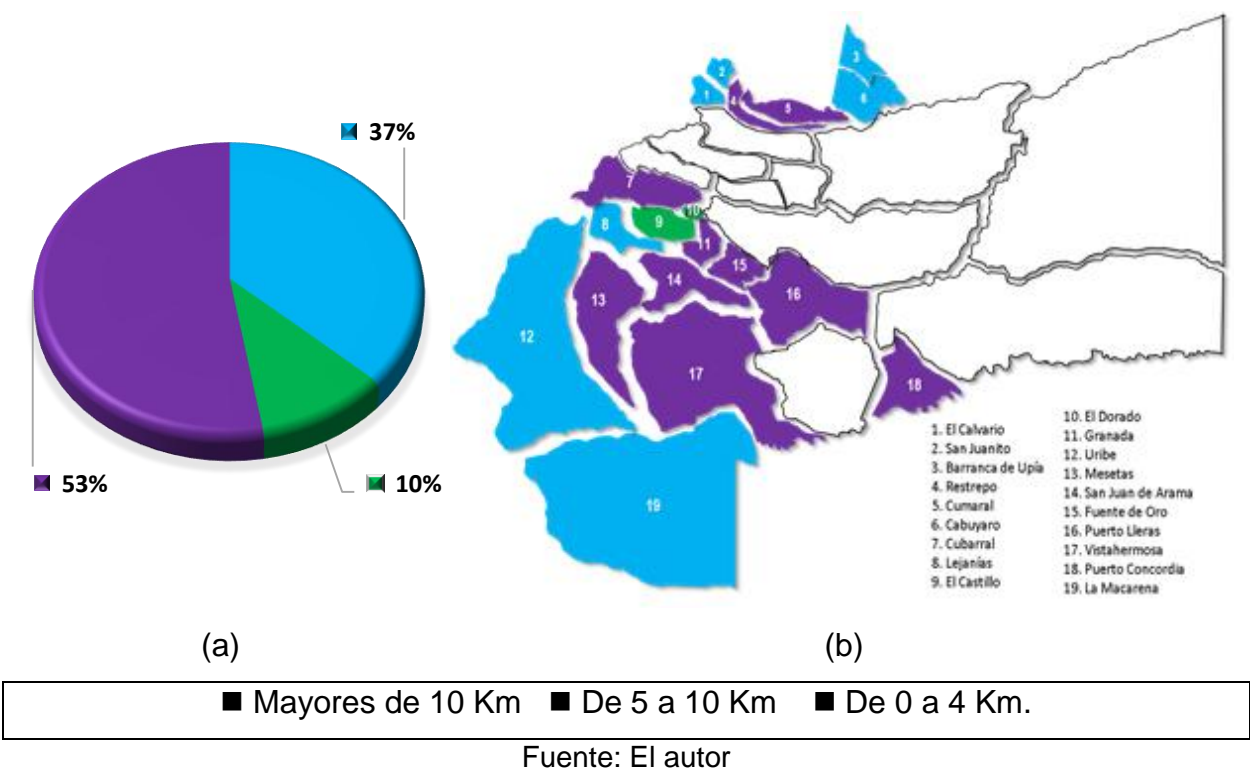 37%
53%
10%
3
2
1
4
5
6
7
8
9
10
11
12
13
14
15
16
17
18
19
1. El Calvario
2. San Juanito
3. Barranca de Upía
4. Restrepo
5. Cumaral
6. Cabuyaro
7. Cubarral
8. Lejanías
9. El Castillo
10. El Dorado
11. Granada
12. Uribe
13. Mesetas
14. San Juan de Arama
15. Fuente de Oro
16. Puerto Lleras
17. Vistahermosa
18. Puerto Concordia
19. La Macarena
(a)
(b)
Mayores de 10 Km De 5 a 10 Km De 0 a 4 Km.
Fuente: El autor